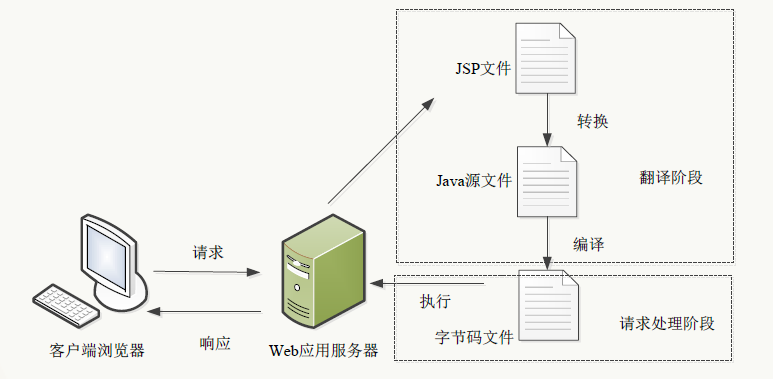 JSP文件
转换
Java源文件
翻译阶段
编译
请求
执行
字节码文件
请求处理阶段
响应
客户端浏览器
Web应用服务器